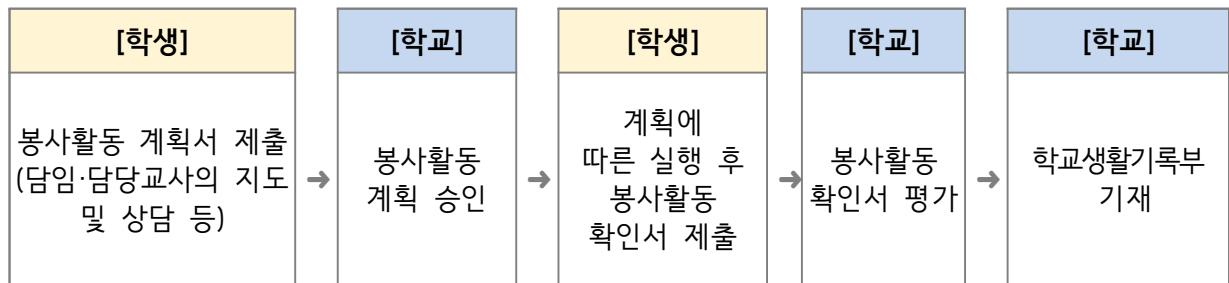 [학생]
봉사활동 계획서 제출
(담임·담당교사의 지도
및 상담 등)
→
[학교]
봉사활동
계획 승인
→
[학생]
계획에
따른 실행 후
봉사활동
확인서 제출
→
[학교]
봉사활동
확인서 평가
→
[학교]
학교생활기록부
기재